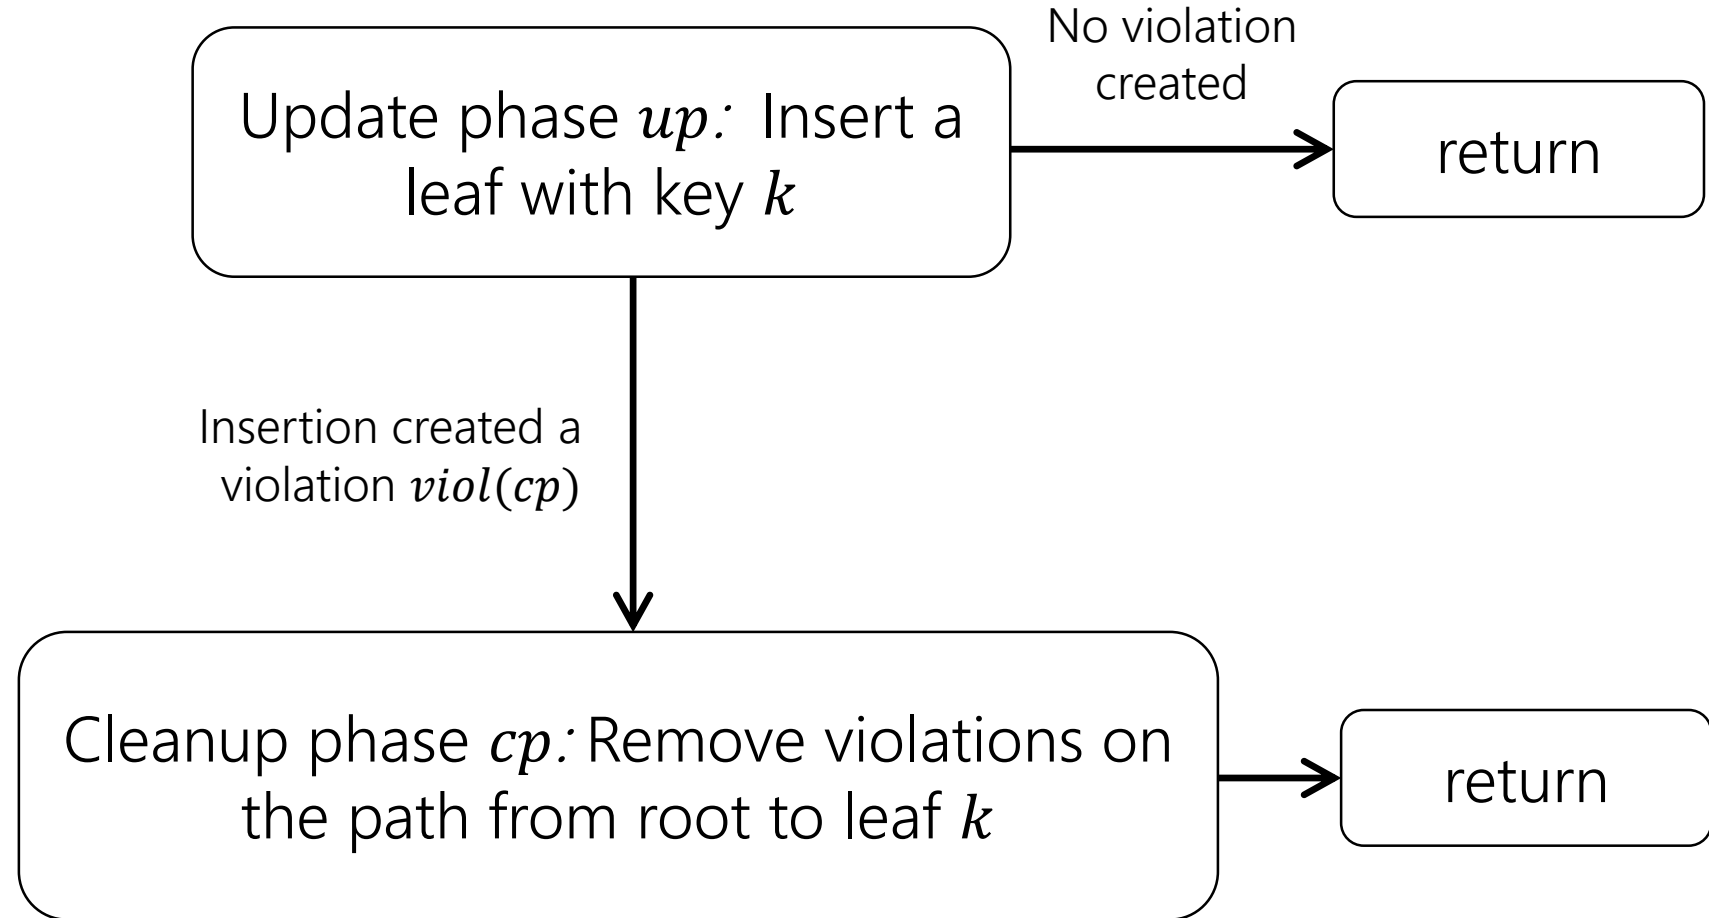 No violation
created
Update phase up: Insert a
leaf with key k
return
Insertion created a
violation viol(cp)
Cleanup phase cp: Remove violations on
the path from root to leaf k
return